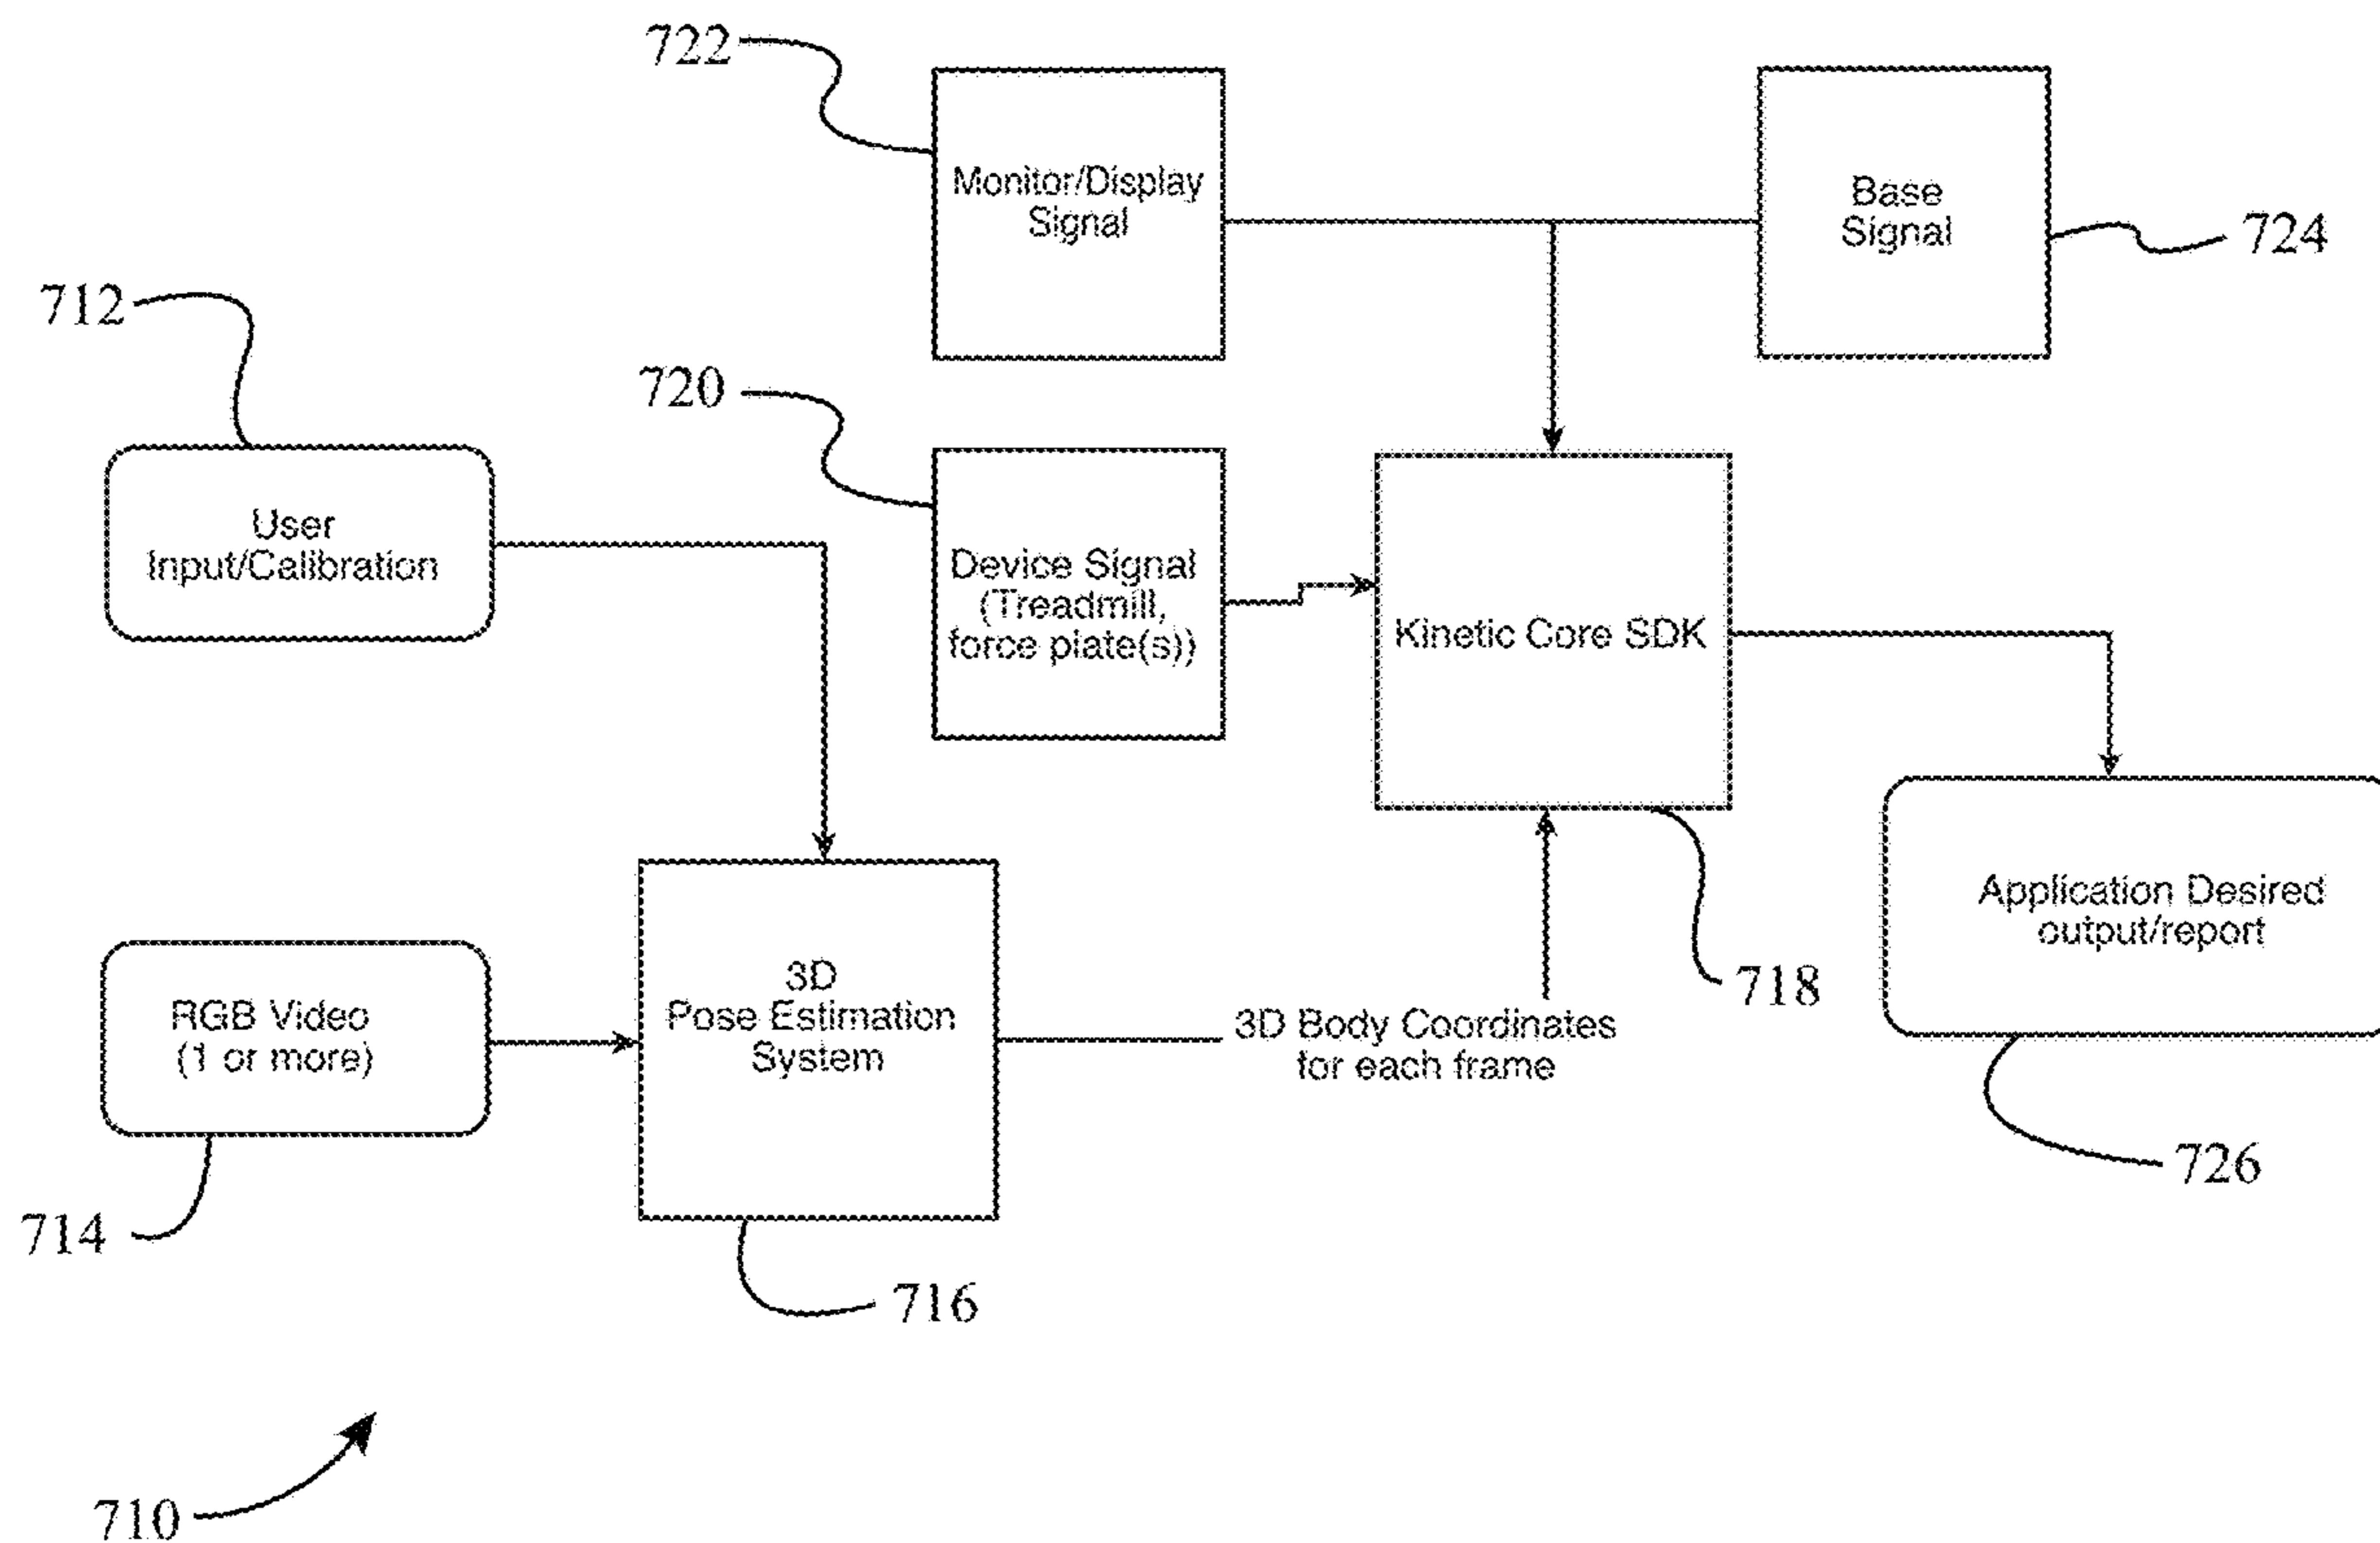 722
Monitor/Display
Signal
Base
Signal
724
712
720
User
Input/Calibration
Device Signal
(Treadmill,
force plate(s))
Kinetic Core SDK
Application Desired
output/report
718
RGB Video
(1 or more)
3D
Pose Estimation
System
3D Body Coordinates
for each frame
726
714
716
710